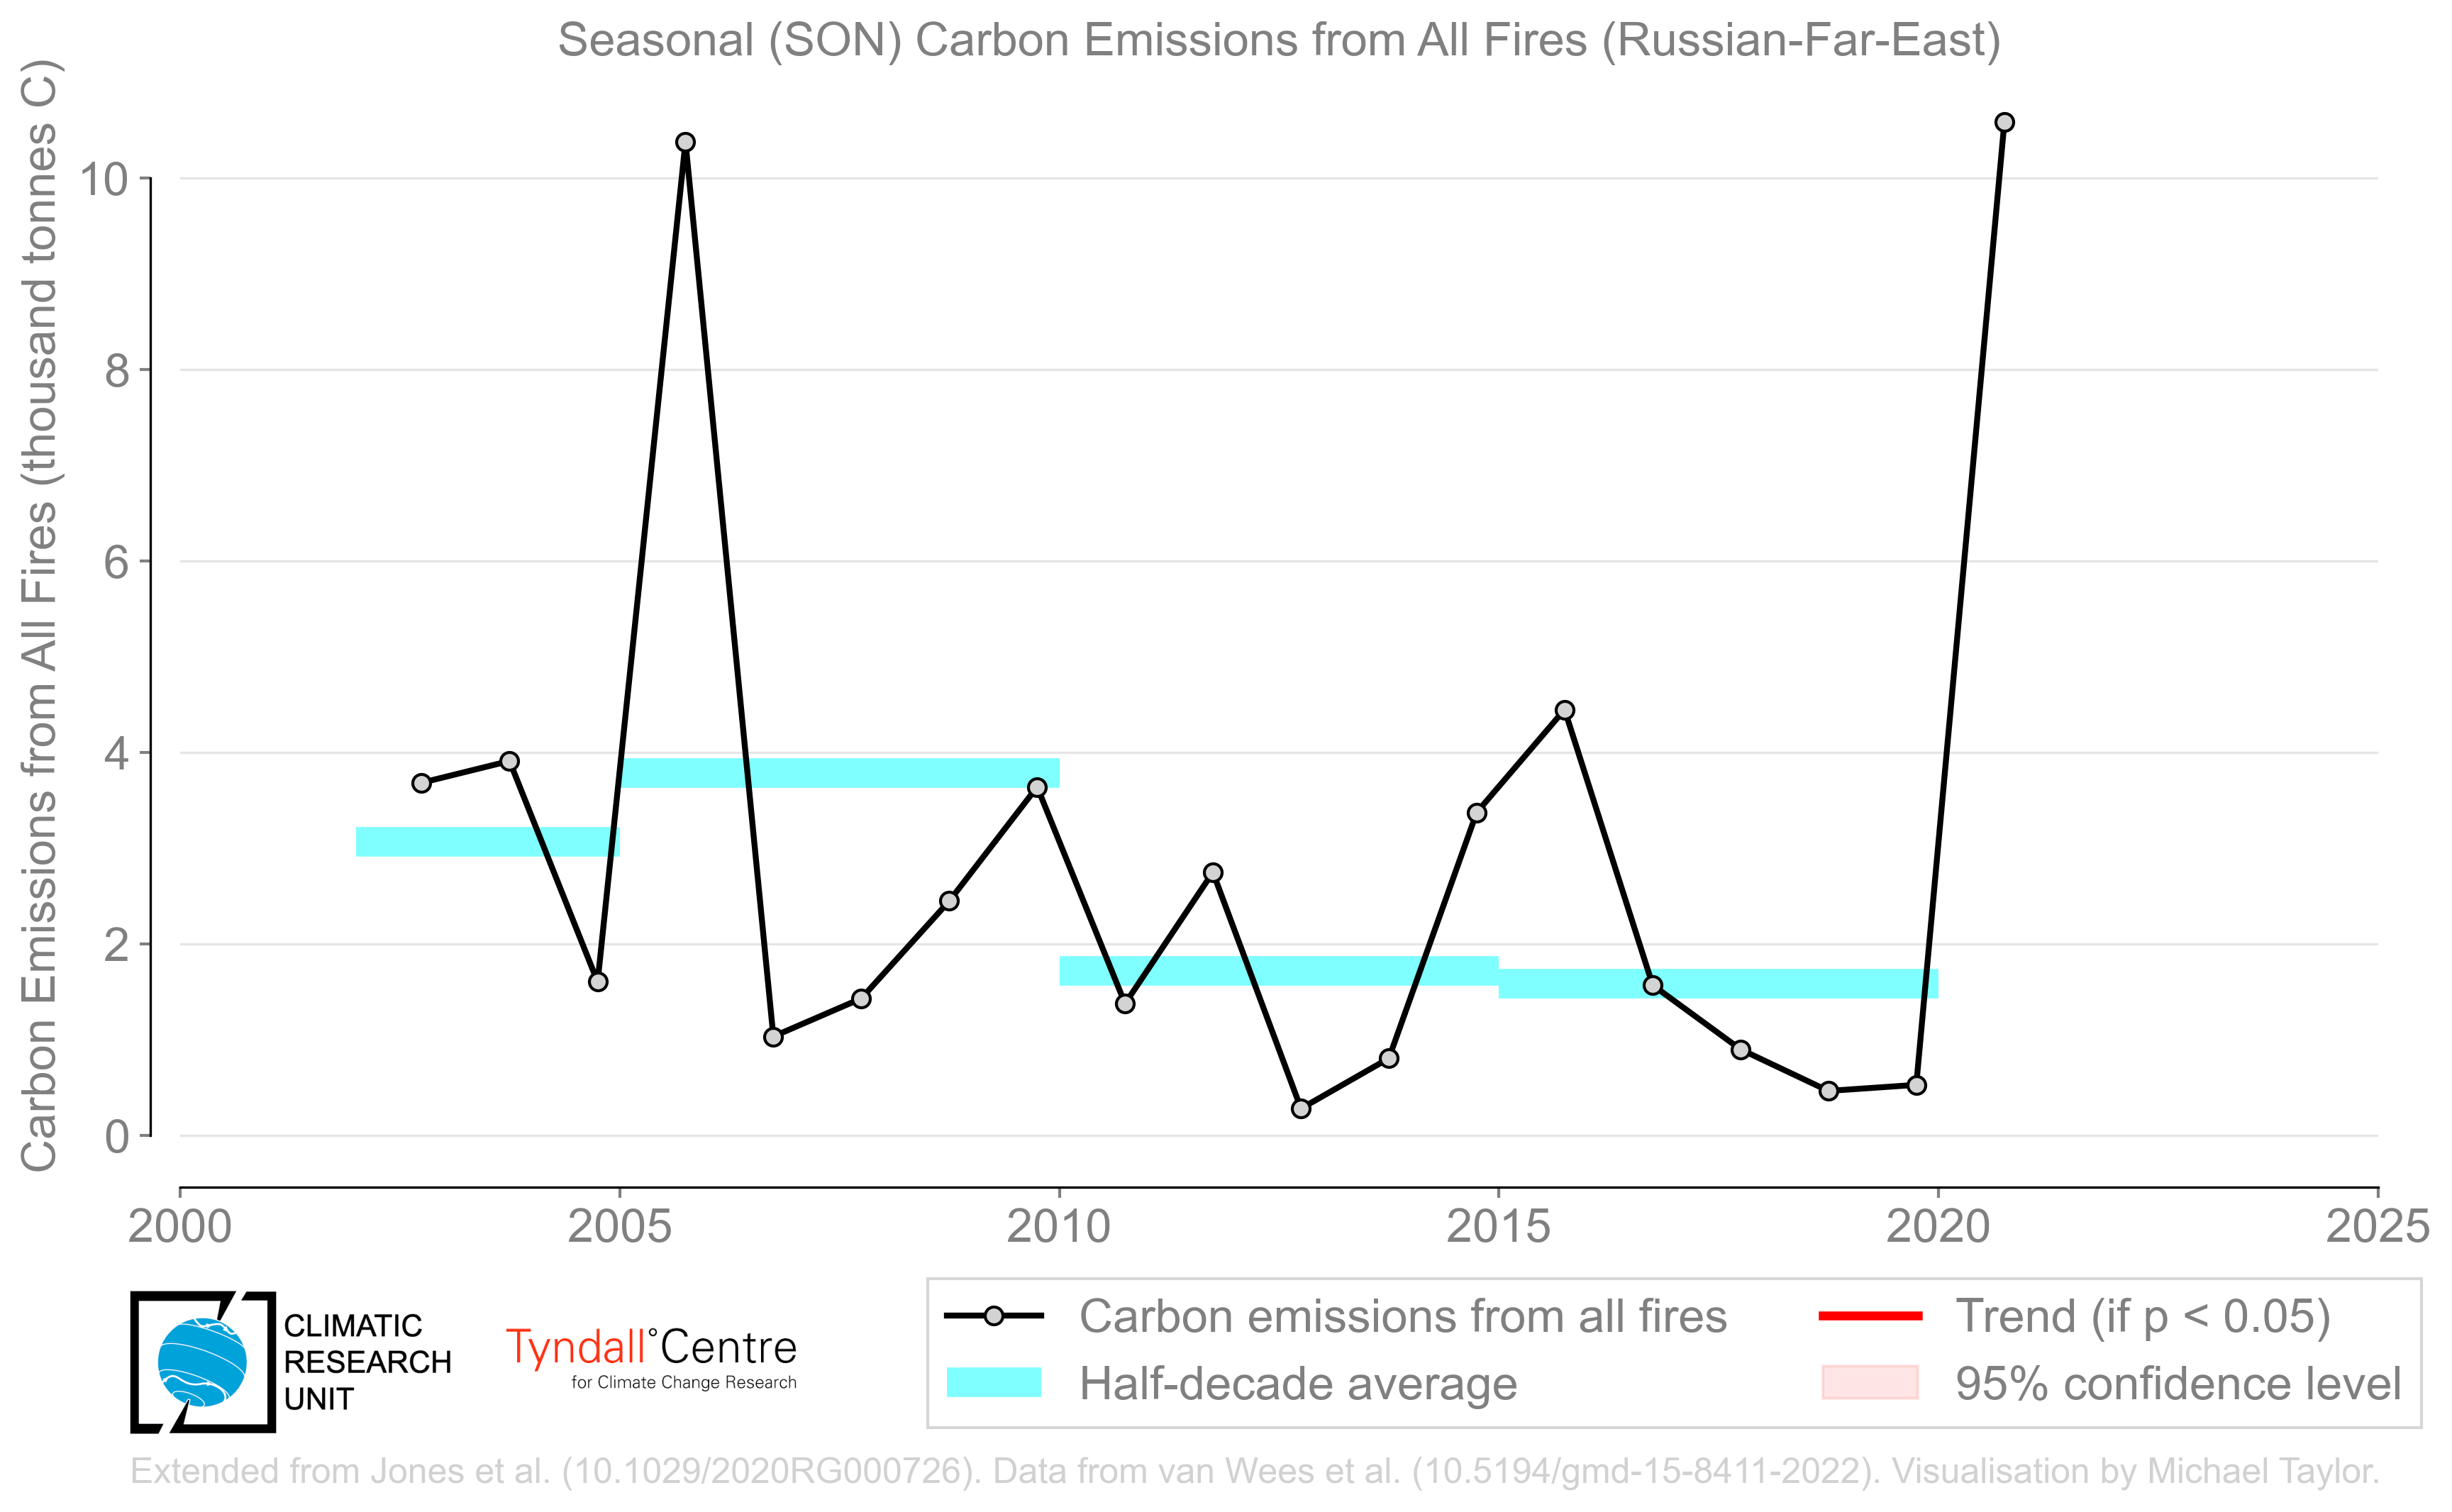 Seasonal (SON) Carbon Emissions from All Fires (Russian-Far-East)
Carbon Emissions from All Fires (thousand tonnes C)
10
8
6
4
2
0
2000 2005 2010 2015 2020 2025
CLIMATIC
RESEARCH
UNIT
Tyndall°Centre
for Climate Change Research
Carbon emissions from all fires
Half-decade average
Trend (if p < 0.05)
95% confidence level
Extended from Jones et al. (10.1029/2020RG000726). Data from van Wees et al. (10.5194/gmd-15-8411-2022). Visualisation by Michael Taylor.